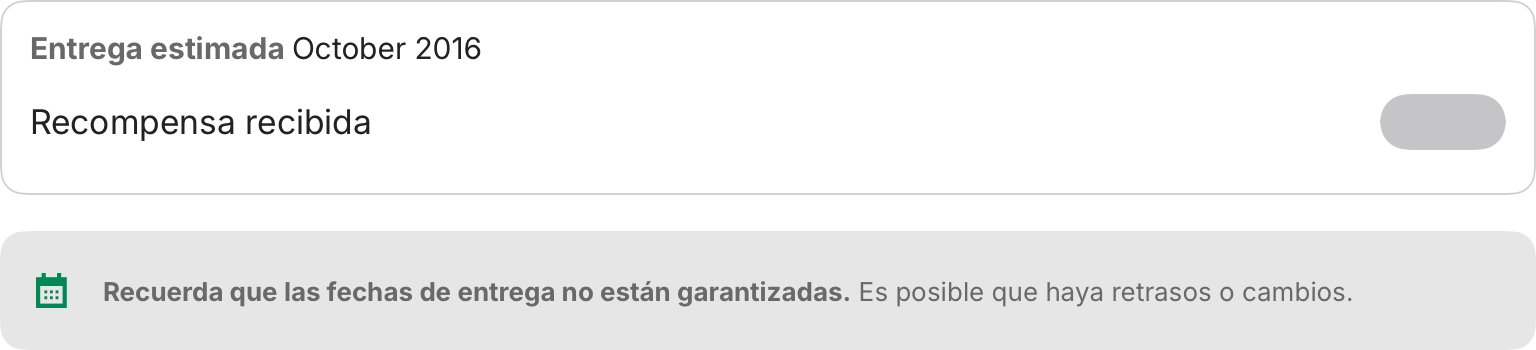 Entrega estimada October 2016
Recompensa recibida
Recuerda que las fechas de entrega no están garantizadas. Es posible que haya retrasos o cambios.